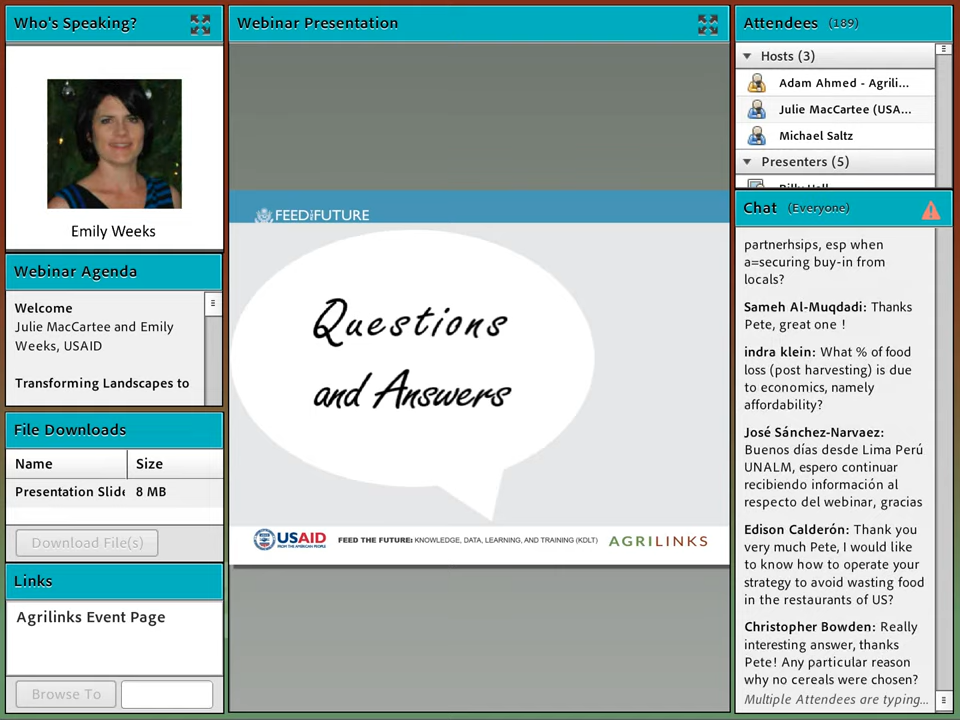 Who's Speaking?
Emily Weeks
Webinar Agenda
Welcome
Julie MacCartee and Emily
Weeks, USAID
Transforming Landscapes to
File Downloads
Name Size
Presentation Slide 8 MB
Download File(s)
Links
Agrilinks Event Page
Browse To
Webinar Presentation
FEED THE FUTURE
Questions
and Answers
USAID
FROM THE AMERICAN PEOPLE
FEED THE FUTURE: KNOWLEDGE, DATA, LEARNING, AND TRAINING (KDLT)
AGRILINKS
Attendees (189)
Hosts (3)
Adam Ahmed - Agrili...
Julie MacCartee (USA...
Michael Saltz
Presenters (5)
Chat (Everyone)
partnerhsips, esp when
a=securing buy-in from
locals?
Sameh Al-Muqdadi: Thanks
Pete, great one !
indra klein: What % of food
loss (post harvesting) is due
to economics, namely
affordability?
José Sánchez-Narvaez:
Buenos días desde Lima Perú
UNALM, espero continuar
recibiendo información al
respecto del webinar, gracias
Edison Calderón: Thank you
very much Pete, I would like
to know how to operate your
strategy to avoid wasting food
in the restaurants of US?
Christopher Bowden: Really
interesting answer, thanks
Pete! Any particular reason
why no cereals were chosen?
Multiple Attendees are typing...